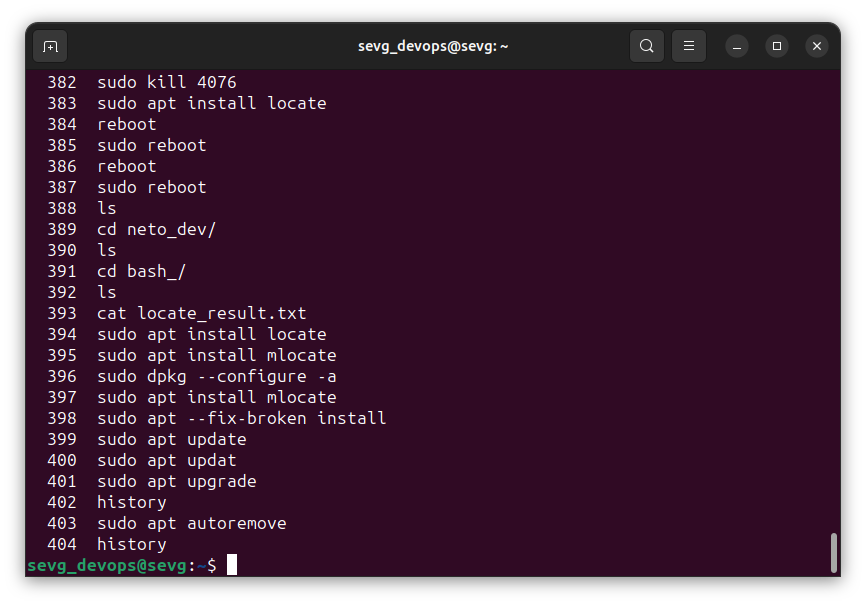 sevg_devops@sevg: ~
382 sudo kill 4076
383 sudo apt install locate
384 reboot
385 sudo reboot
386 reboot
387 sudo reboot
388 ls
389 cd neto_dev/
390 ls
391 cd bash_/
392 ls
393 cat locate_result.txt
394 sudo apt install locate
395 sudo apt install mlocate
396 sudo dpkg --configure -a
397 sudo apt install mlocate
398 sudo apt --fix-broken install
399 sudo apt update
400 sudo apt updat
401 sudo apt upgrade
402 history
403 sudo apt autoremove
404 history
sevg_devops@sevg:~$